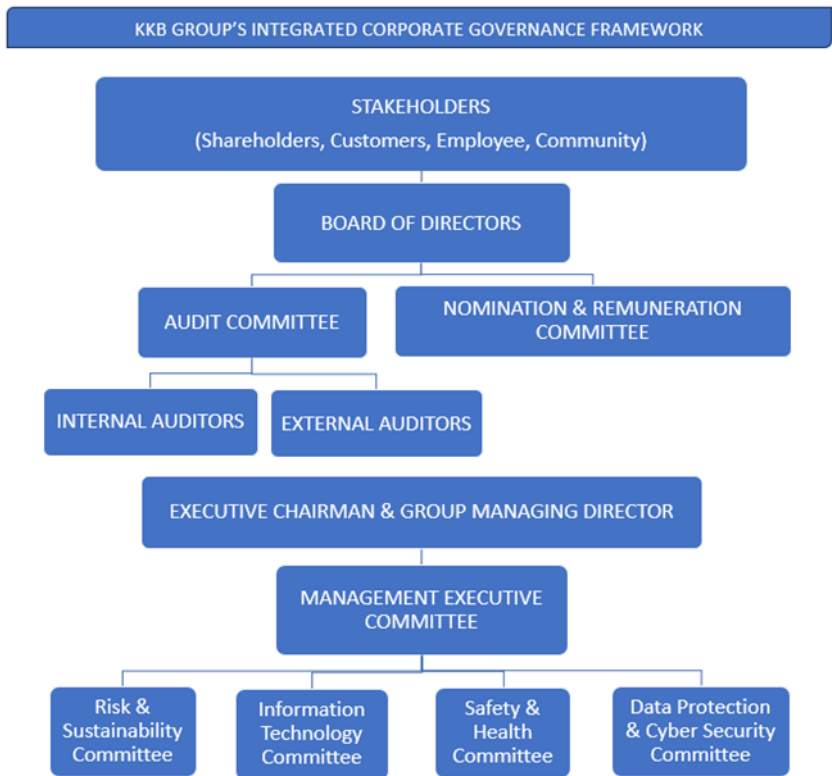 KKB GROUP'S INTEGRATED CORPORATE GOVERNANCE FRAMEWORK
STAKEHOLDERS
(Shareholders, Customers, Employee, Community)
BOARD OF DIRECTORS
AUDIT COMMITTEE
NOMINATION & REMUNERATION
COMMITTEE
INTERNAL AUDITORS
EXTERNAL AUDITORS
EXECUTIVE CHAIRMAN & GROUP MANAGING DIRECTOR
MANAGEMENT EXECUTIVE
COMMITTEE
Risk &
Sustainability
Committee
Information
Technology
Committee
Safety &
Health
Committee
Data Protection
& Cyber Security
Committee